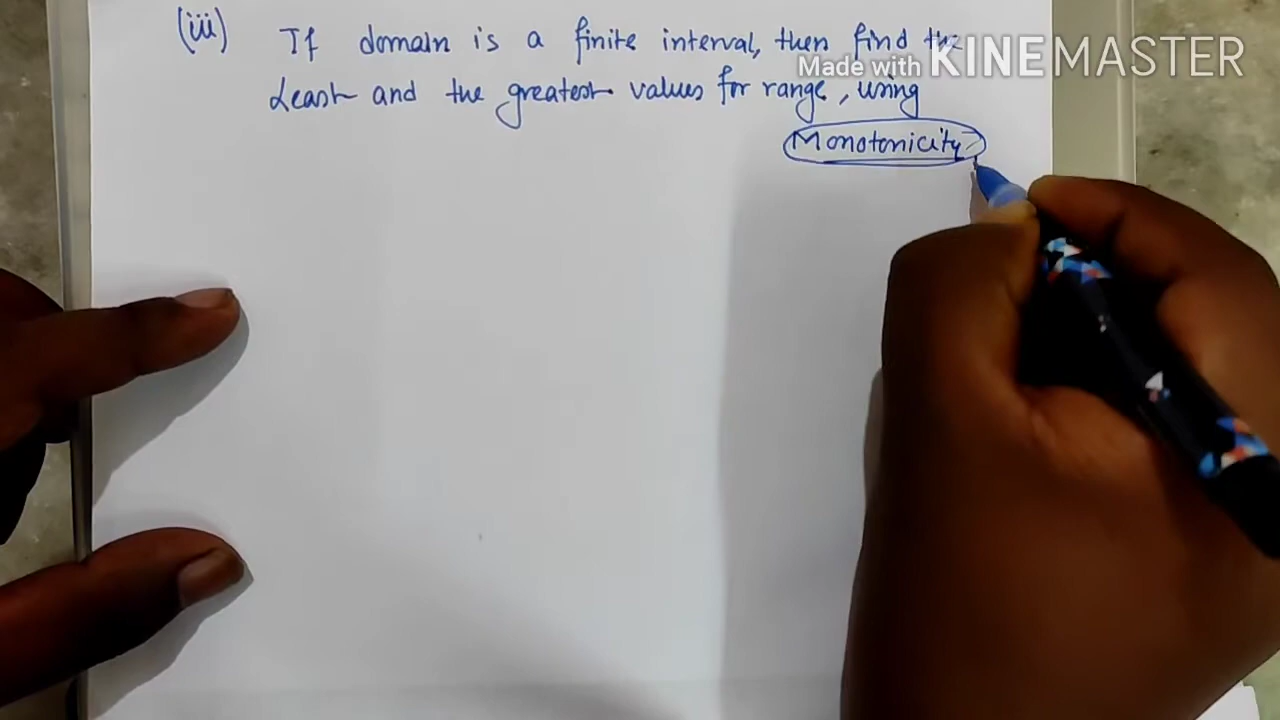 (iii) If domain is a finite interval, then find the
Least and the greatest values for range, using
Monotonicity
Made with KINEMASTER